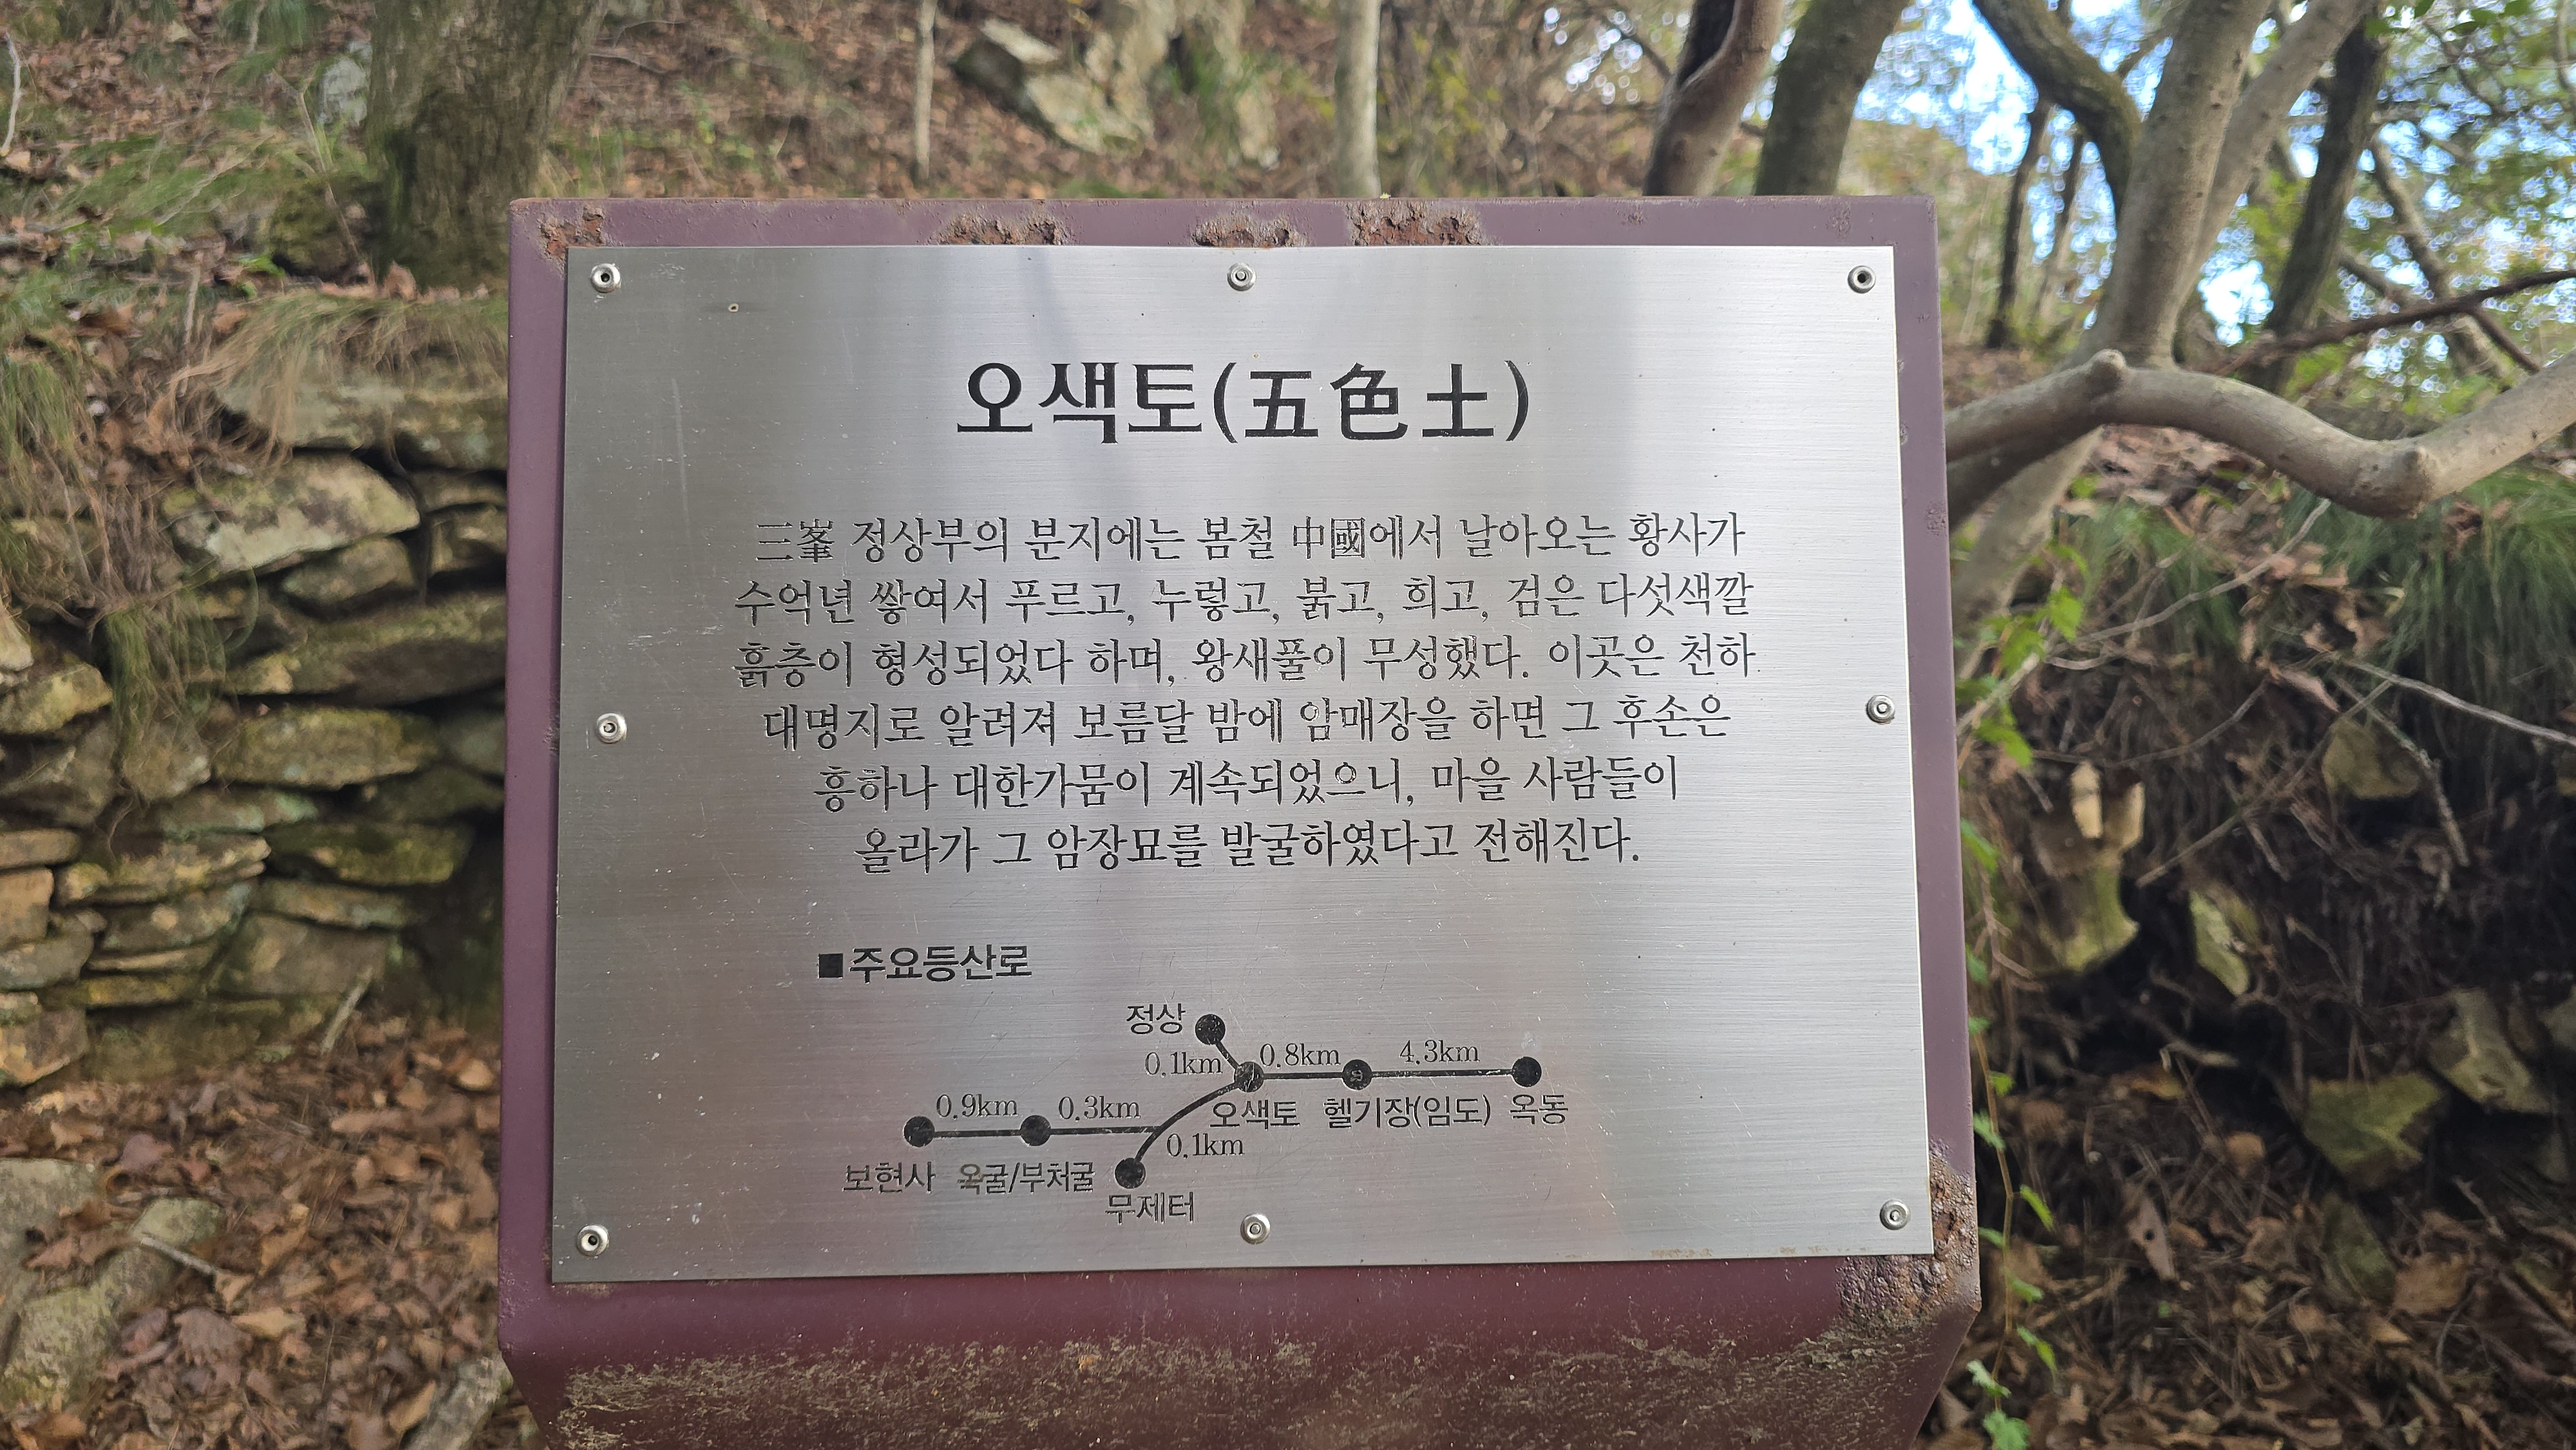 오색토(五色土)
三峯 정상부의 분지에는 봄철 中國에서 날아오는 황사가
수억년 쌓여서 푸르고, 누렇고, 붉고, 희고, 검은 다섯색깔
흙층이 형성되었다 하며, 왕새풀이 무성했다. 이곳은 천하
대명지로 알려져 보름달 밤에 암매장을 하면 그 후손은
흥하나 대한가뭄이 계속되었으니, 마을 사람들이
올라가 그 암장묘를 발굴하였다고 전해진다.
■주요등산로
정상
0.1km 0.8km 4.3km
오색토 헬기장(임도) 옥동
0.9km 0.3km
0.1km
보현사 옥굴/부처굴
무제터